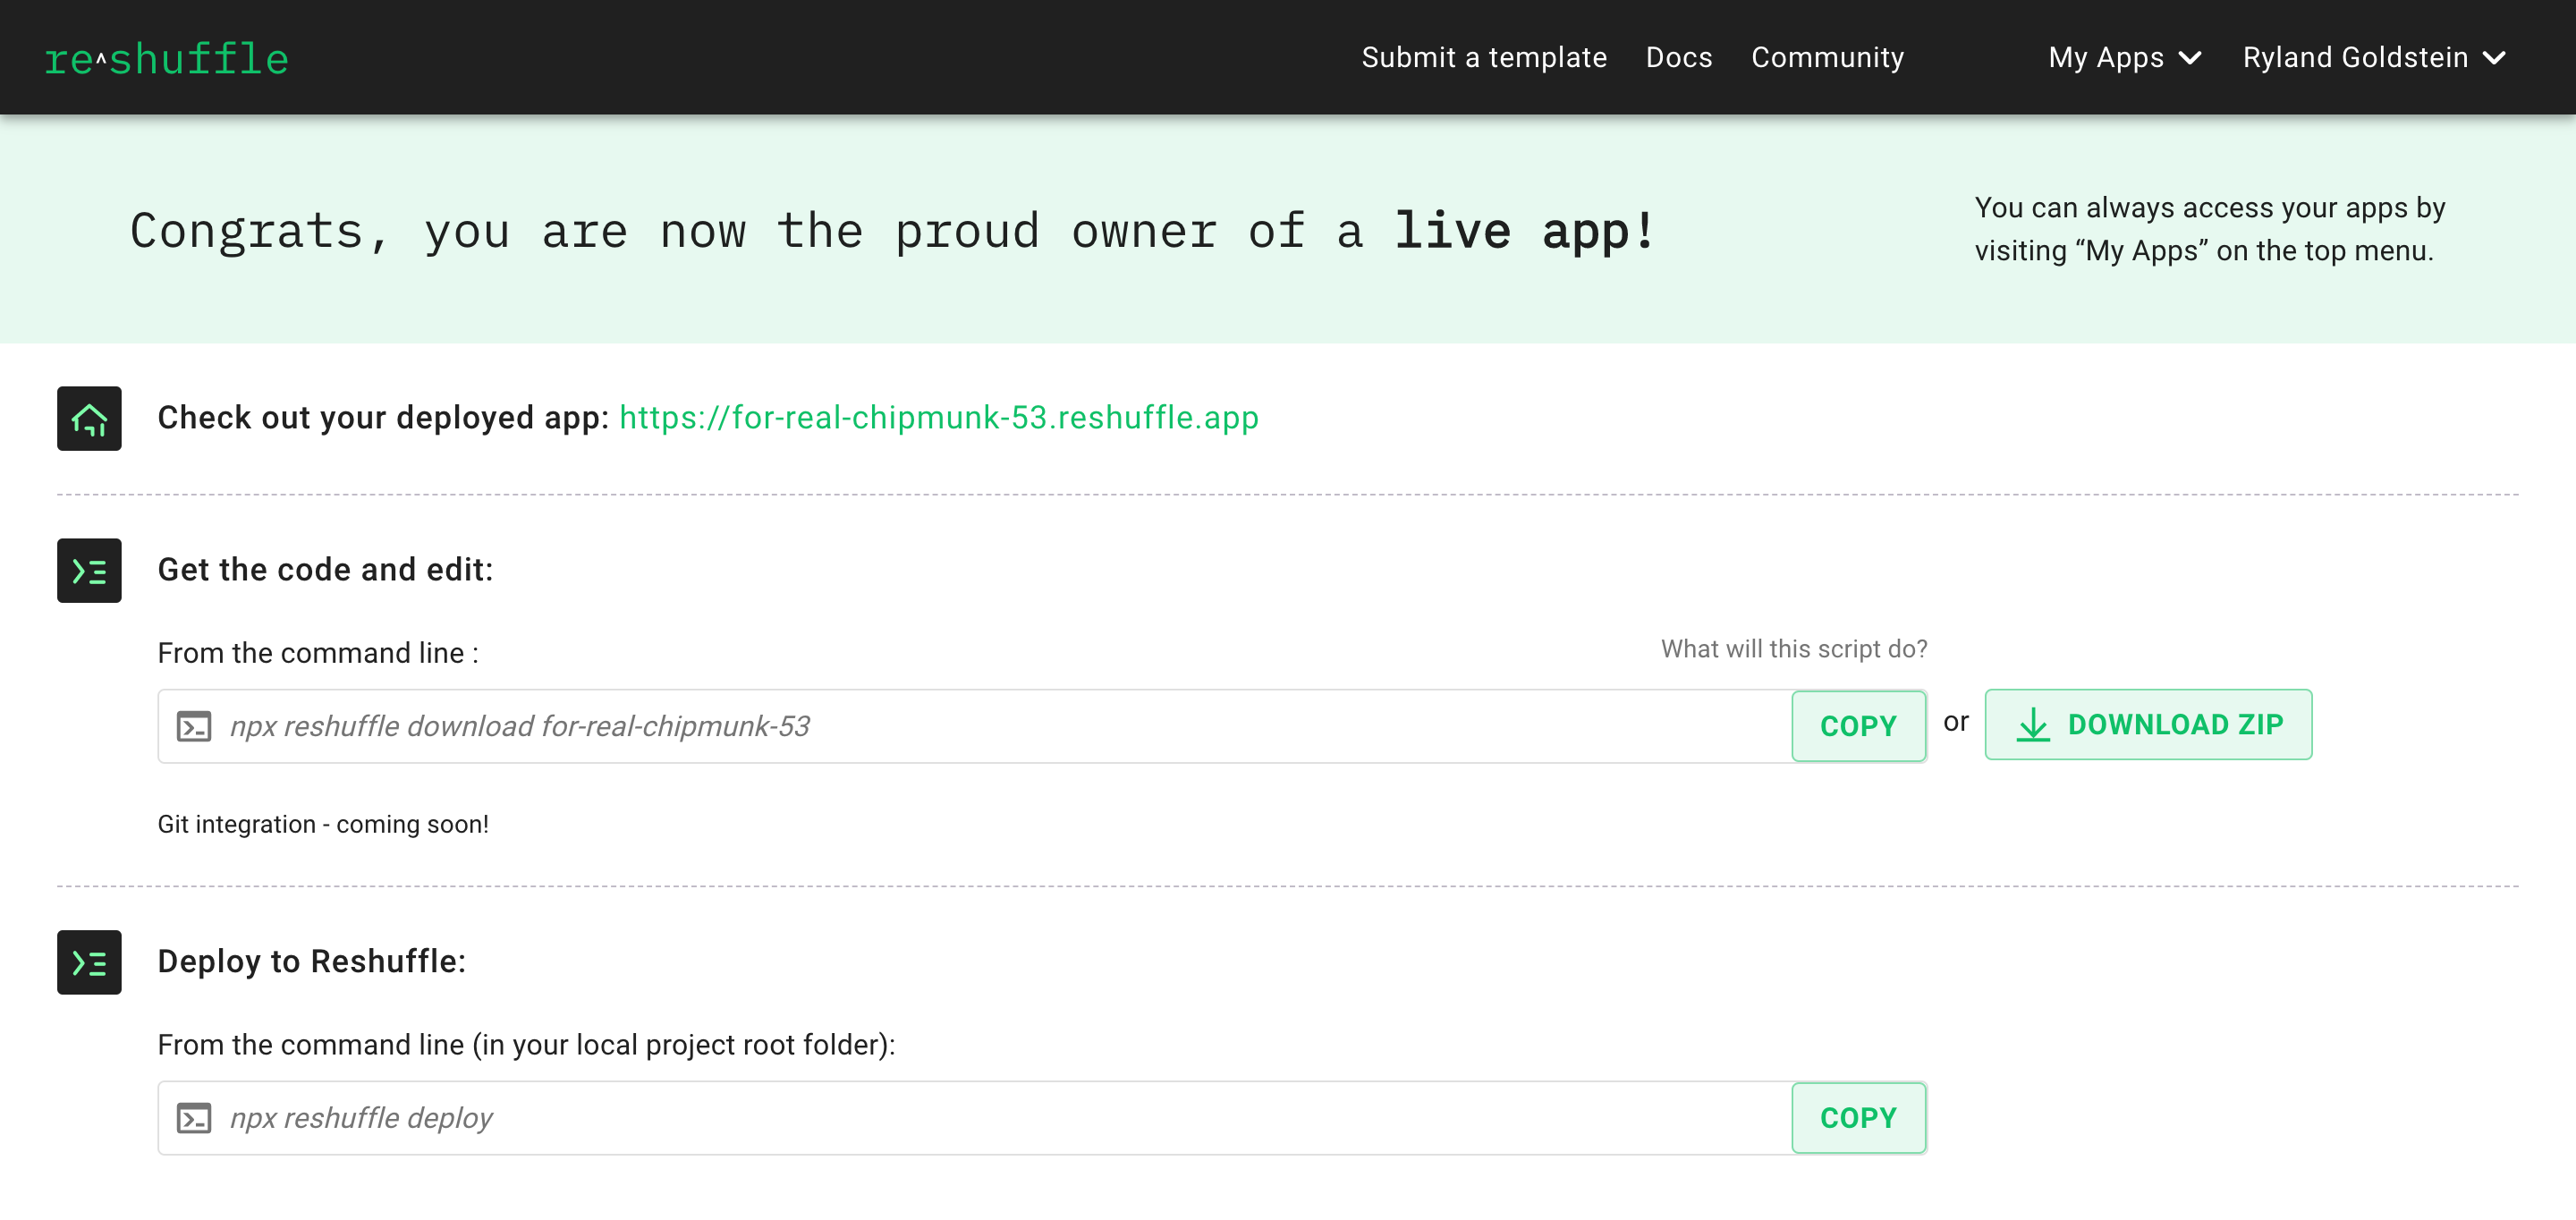 re^shuffle
Submit a template Docs Community My Apps Ryland Goldstein
Congrats, you are now the proud owner of a live app!
You can always access your apps by
visiting “My Apps” on the top menu.
Check out your deployed app: https://for-real-chipmunk-53.reshuffle.app
Get the code and edit:
From the command line :
What will this script do?
npx reshuffle download for-real-chipmunk-53
COPY
or
DOWNLOAD ZIP
Git integration - coming soon!
Deploy to Reshuffle:
From the command line (in your local project root folder):
npx reshuffle deploy
COPY